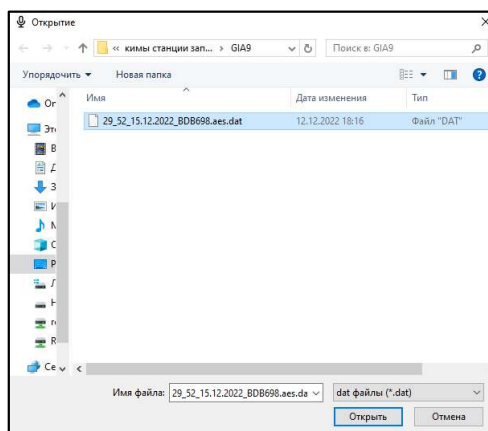 Открытие
« кимы станции зап... › GIA9
Поиск в: GIA9
Упорядочить
Новая папка
Имя
Дата изменения
Тип
29_52_15.12.2022_BDB698.aes.dat
12.12.2022 18:16
Файл "DAT"
Имя файла:
29_52_15.12.2022_BDB698.aes.da
dat файлы (*.dat)
Открыть
Отмена